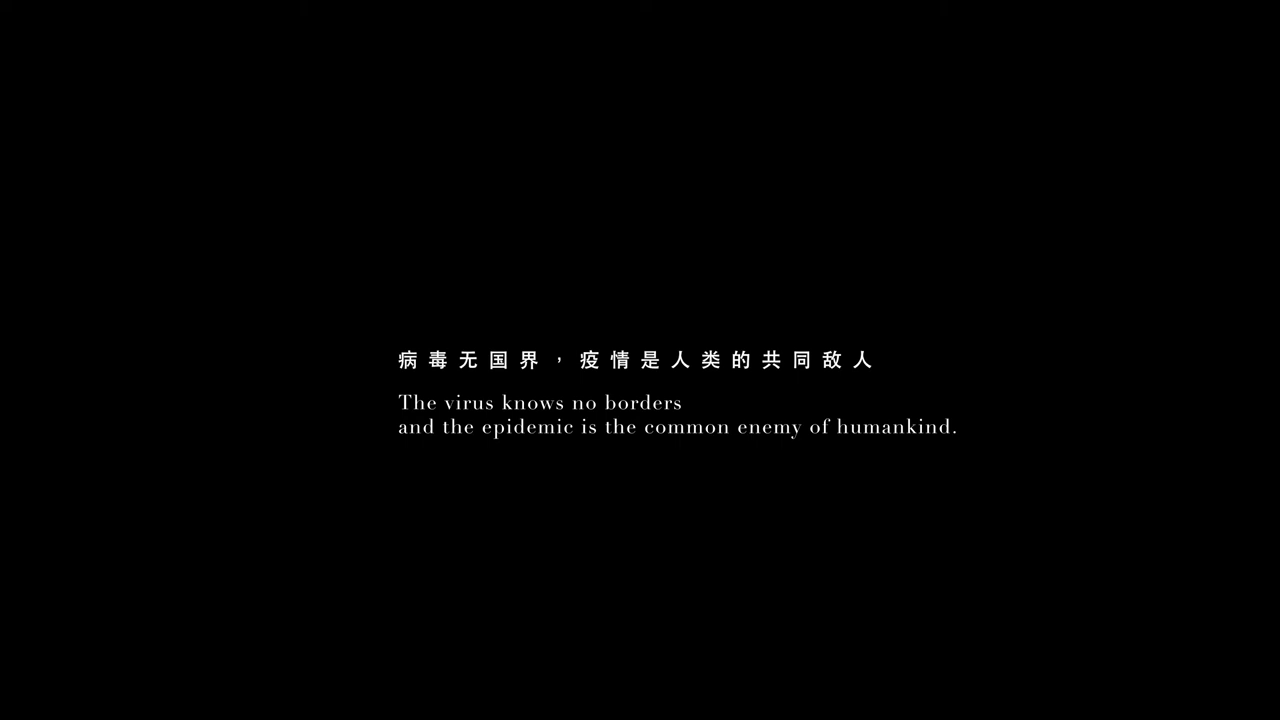 病毒无国界，疫情是人类的共同敌人
The virus knows no borders
and the epidemic is the common enemy of humankind.